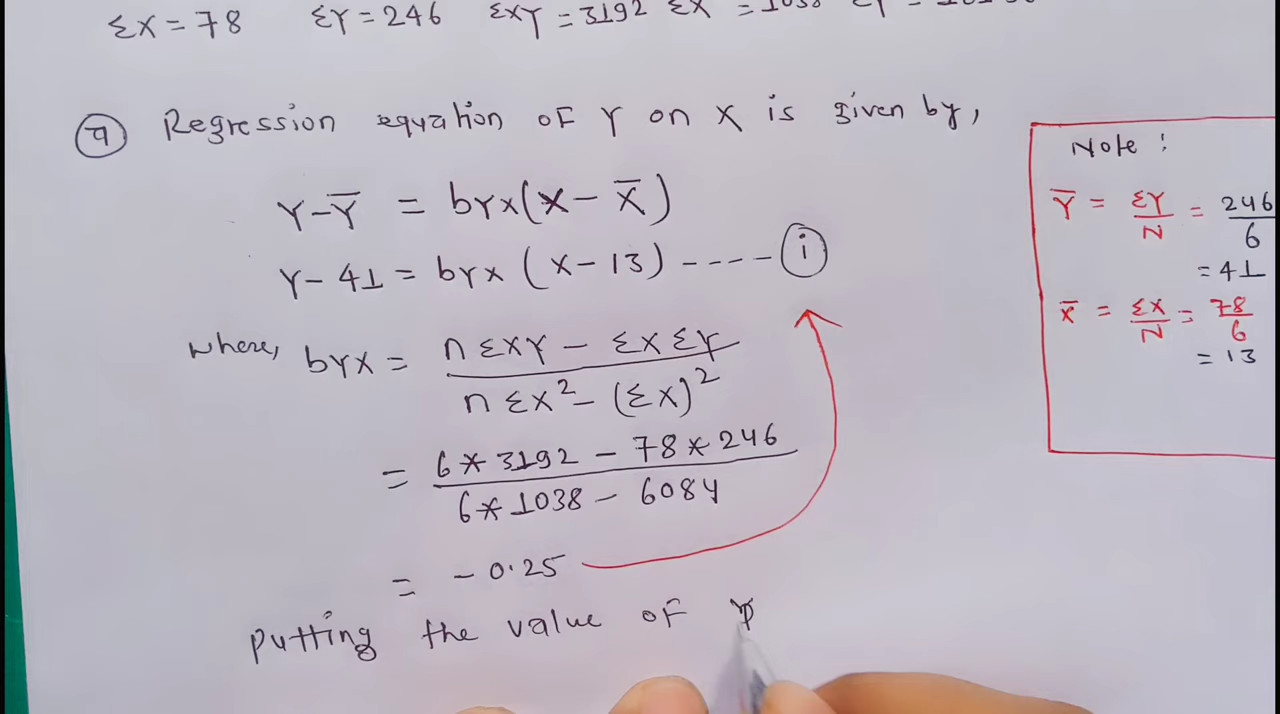 ΣX = 78 ΣY = 246 ΣXY = 3192 ΣX = 1038
a Regression equation OF Y on X is given by,
Y - Y̅ = bYX(X - X̅)
Y - 41 = bYX (X - 13) ---- i
where, bYX = nΣXY - ΣXΣY / nΣX² - (ΣX)²
= 6*3192 - 78*246 / 6*1038 - 6084
= - 0.25
Putting the value OF
Note :
Y̅ = ΣY/N = 246/6
= 41
X̅ = ΣX/N = 78/6
= 13